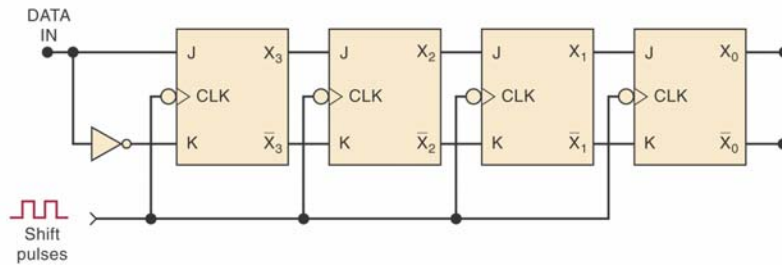 DATA
IN
J X₃ J X₂ J X₁ J X₀
CLK CLK CLK CLK
K X̅₃ K X̅₂ K X̅₁ K X̅₀
Shift
pulses